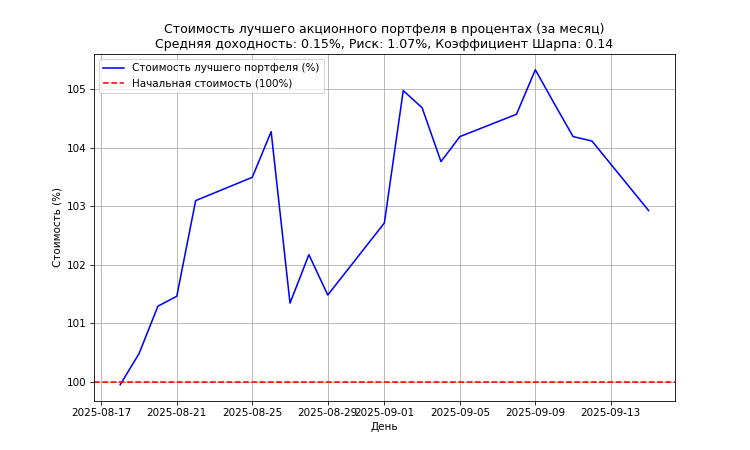 Стоимость лучшего акционного портфеля в процентах (за месяц)
Средняя доходность: 0.15%, Риск: 1.07%, Коэффициент Шарпа: 0.14
Стоимость лучшего портфеля (%)
Начальная стоимость (100%)
Стоимость (%)
105
104
103
102
101
100
2025-08-17 2025-08-21 2025-08-25 2025-08-29 2025-09-01 2025-09-05 2025-09-09 2025-09-13
День